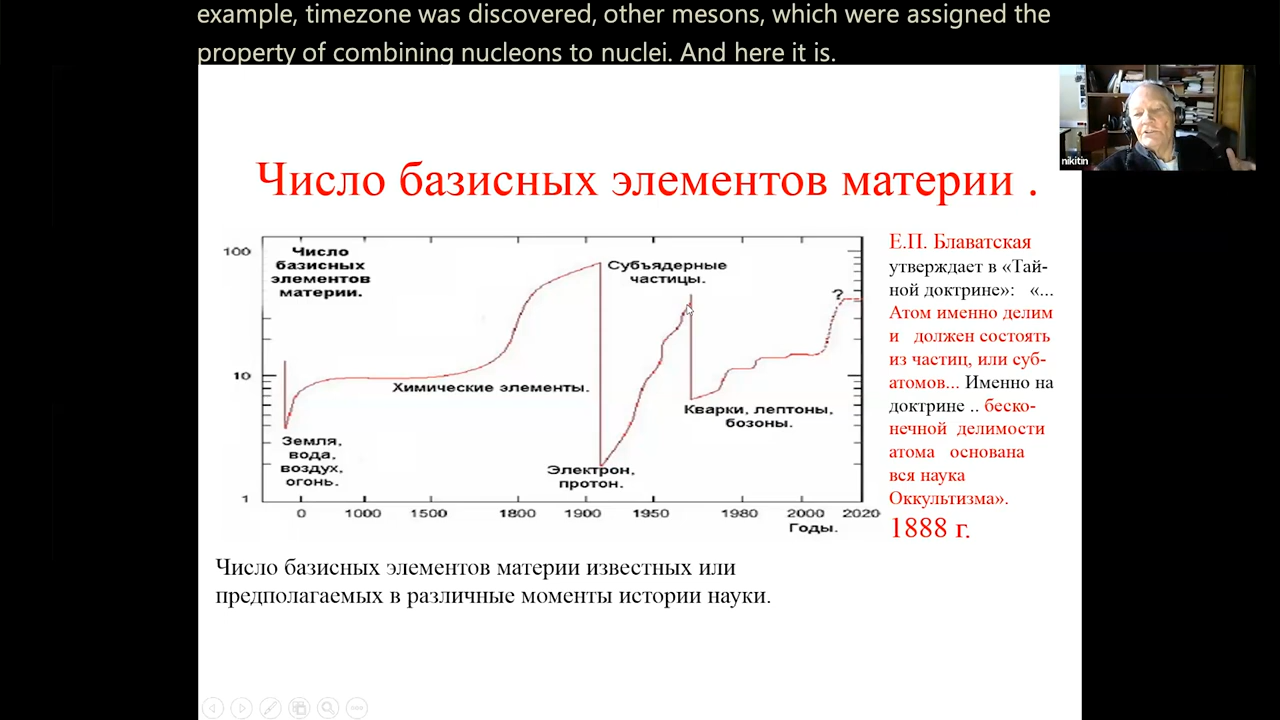 example, timezone was discovered, other mesons, which were assigned the
property of combining nucleons to nuclei. And here it is.
nikitin
Число базисных элементов материи .
Число
базисных
элементов
материи.
100
10
1
Субъядерные
частицы.
?
Химические элементы.
Кварки, лептоны,
бозоны.
Земля,
вода,
воздух,
огонь.
Электрон,
протон.
0 1000 1500 1800 1900 1950 1980 2000 2020
Годы.
Е.П. Блаватская
утверждает в «Тай-
ной доктрине»: «...
Атом именно делим
и должен состоять
из частиц, или суб-
атомов... Именно на
доктрине .. беско-
нечной делимости
атома основана
вся наука
Оккультизма».
1888 г.
Число базисных элементов материи известных или
предполагаемых в различные моменты истории науки.